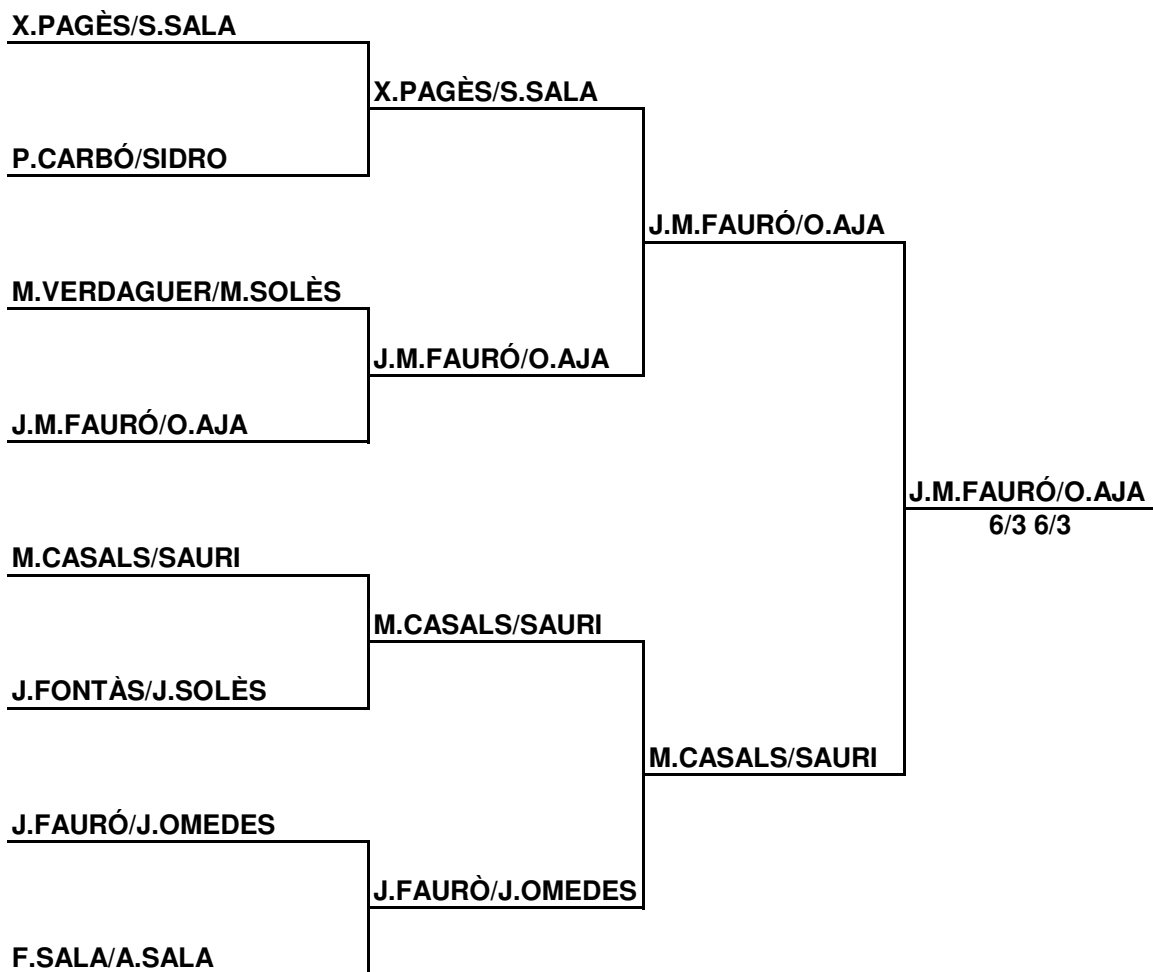 X.PAGÈS/S.SALA
X.PAGÈS/S.SALA
P.CARBÓ/SIDRO
J.M.FAURÓ/O.AJA
M.VERDAGUER/M.SOLÈS
J.M.FAURÓ/O.AJA
J.M.FAURÓ/O.AJA
J.M.FAURÓ/O.AJA
6/3 6/3
M.CASALS/SAURI
M.CASALS/SAURI
J.FONTÀS/J.SOLÈS
M.CASALS/SAURI
J.FAURÓ/J.OMEDES
J.FAURÒ/J.OMEDES
F.SALA/A.SALA